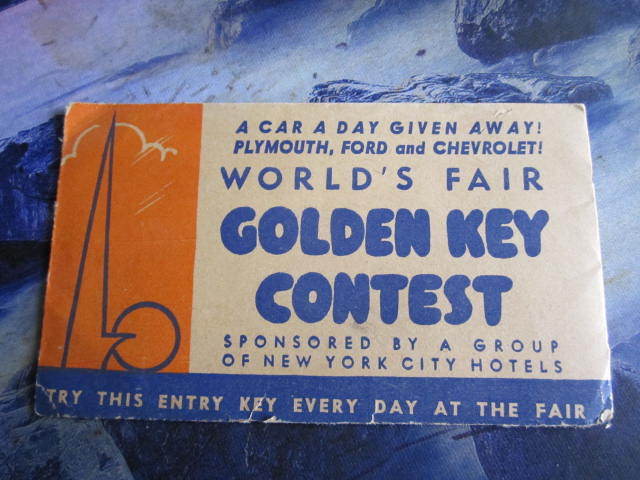 A CAR A DAY GIVEN AWAY!
PLYMOUTH, FORD and CHEVROLET!
WORLD'S FAIR
GOLDEN KEY
CONTEST
SPONSORED BY A GROUP
OF NEW YORK CITY HOTELS
TRY THIS ENTRY KEY EVERY DAY AT THE FAIR